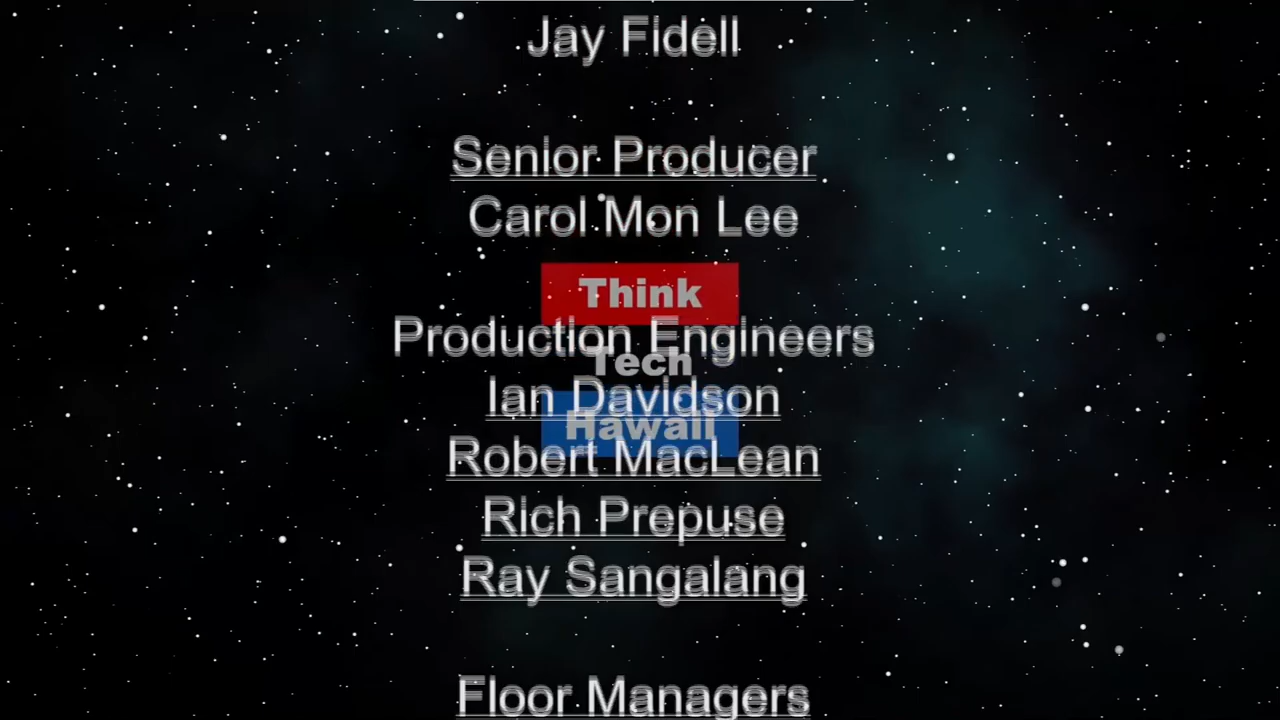 Jay Fidell
Senior Producer
Carol Mon Lee
Think
Production Engineers
Tech
Ian Davidson
Hawaii
Robert MacLean
Rich Prepuse
Ray Sangalang
Floor Managers